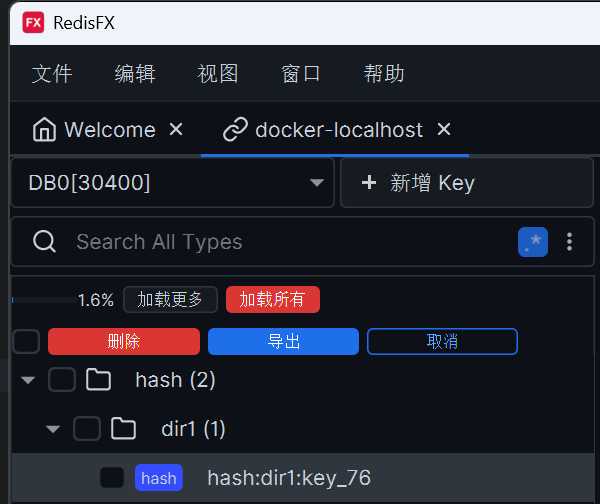 FX RedisFX
文件 编辑 视图 窗口 帮助
Welcome docker-localhost
DB0[30400] + 新增 Key
Search All Types .*
1.6% 加载更多 加载所有
删除 导出 取消
hash (2)
dir1 (1)
hash hash:dir1:key_76